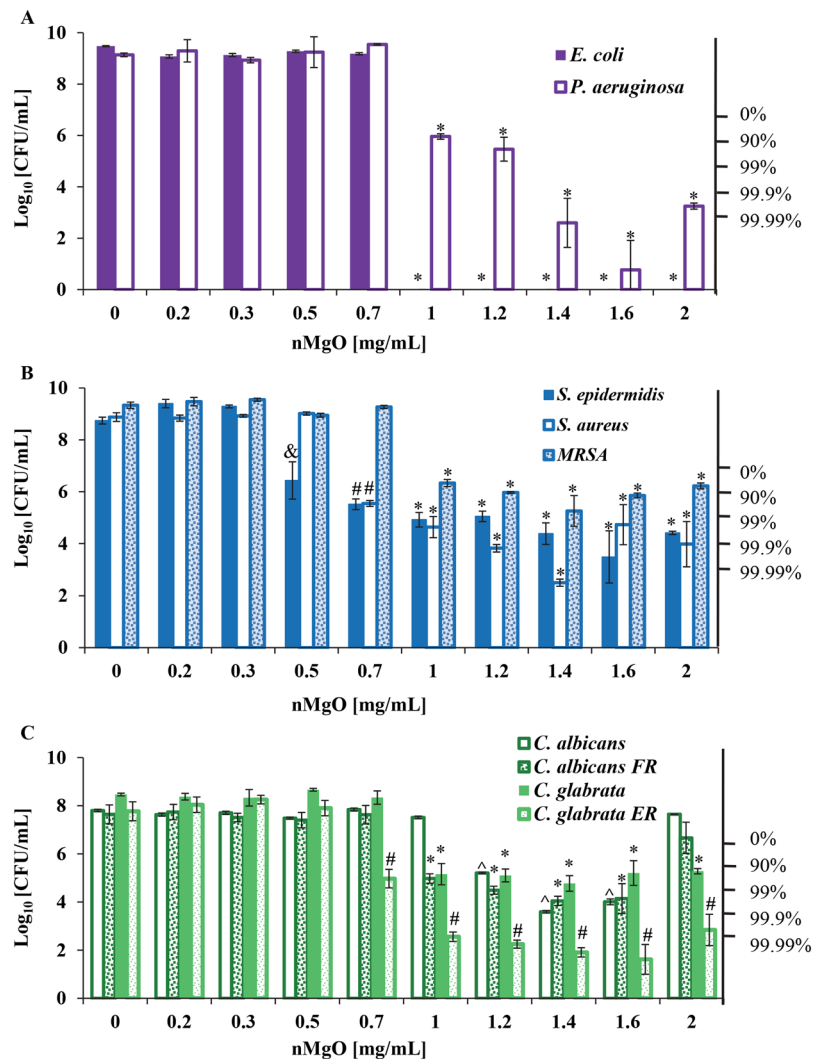 A
10
8
6
4
2
0
Log10 [CFU/mL]
E. coli
P. aeruginosa
0%
90%
99%
99.9%
99.99%
* * * * * * * * * *
0 0.2 0.3 0.5 0.7 1 1.2 1.4 1.6 2
nMgO [mg/mL]
B
10
8
6
4
2
0
Log10 [CFU/mL]
S. epidermidis
S. aureus
MRSA
0%
90%
99%
99.9%
99.99%
& # # * * * * * * * * * * * * * * *
0 0.2 0.3 0.5 0.7 1 1.2 1.4 1.6 2
nMgO [mg/mL]
C
10
8
6
4
2
0
Log10 [CFU/mL]
C. albicans
C. albicans FR
C. glabrata
C. glabrata ER
0%
90%
99%
99.9%
99.99%
# * * # ^ * * # ^ * * # ^ * * # * #
0 0.2 0.3 0.5 0.7 1 1.2 1.4 1.6 2
nMgO [mg/mL]